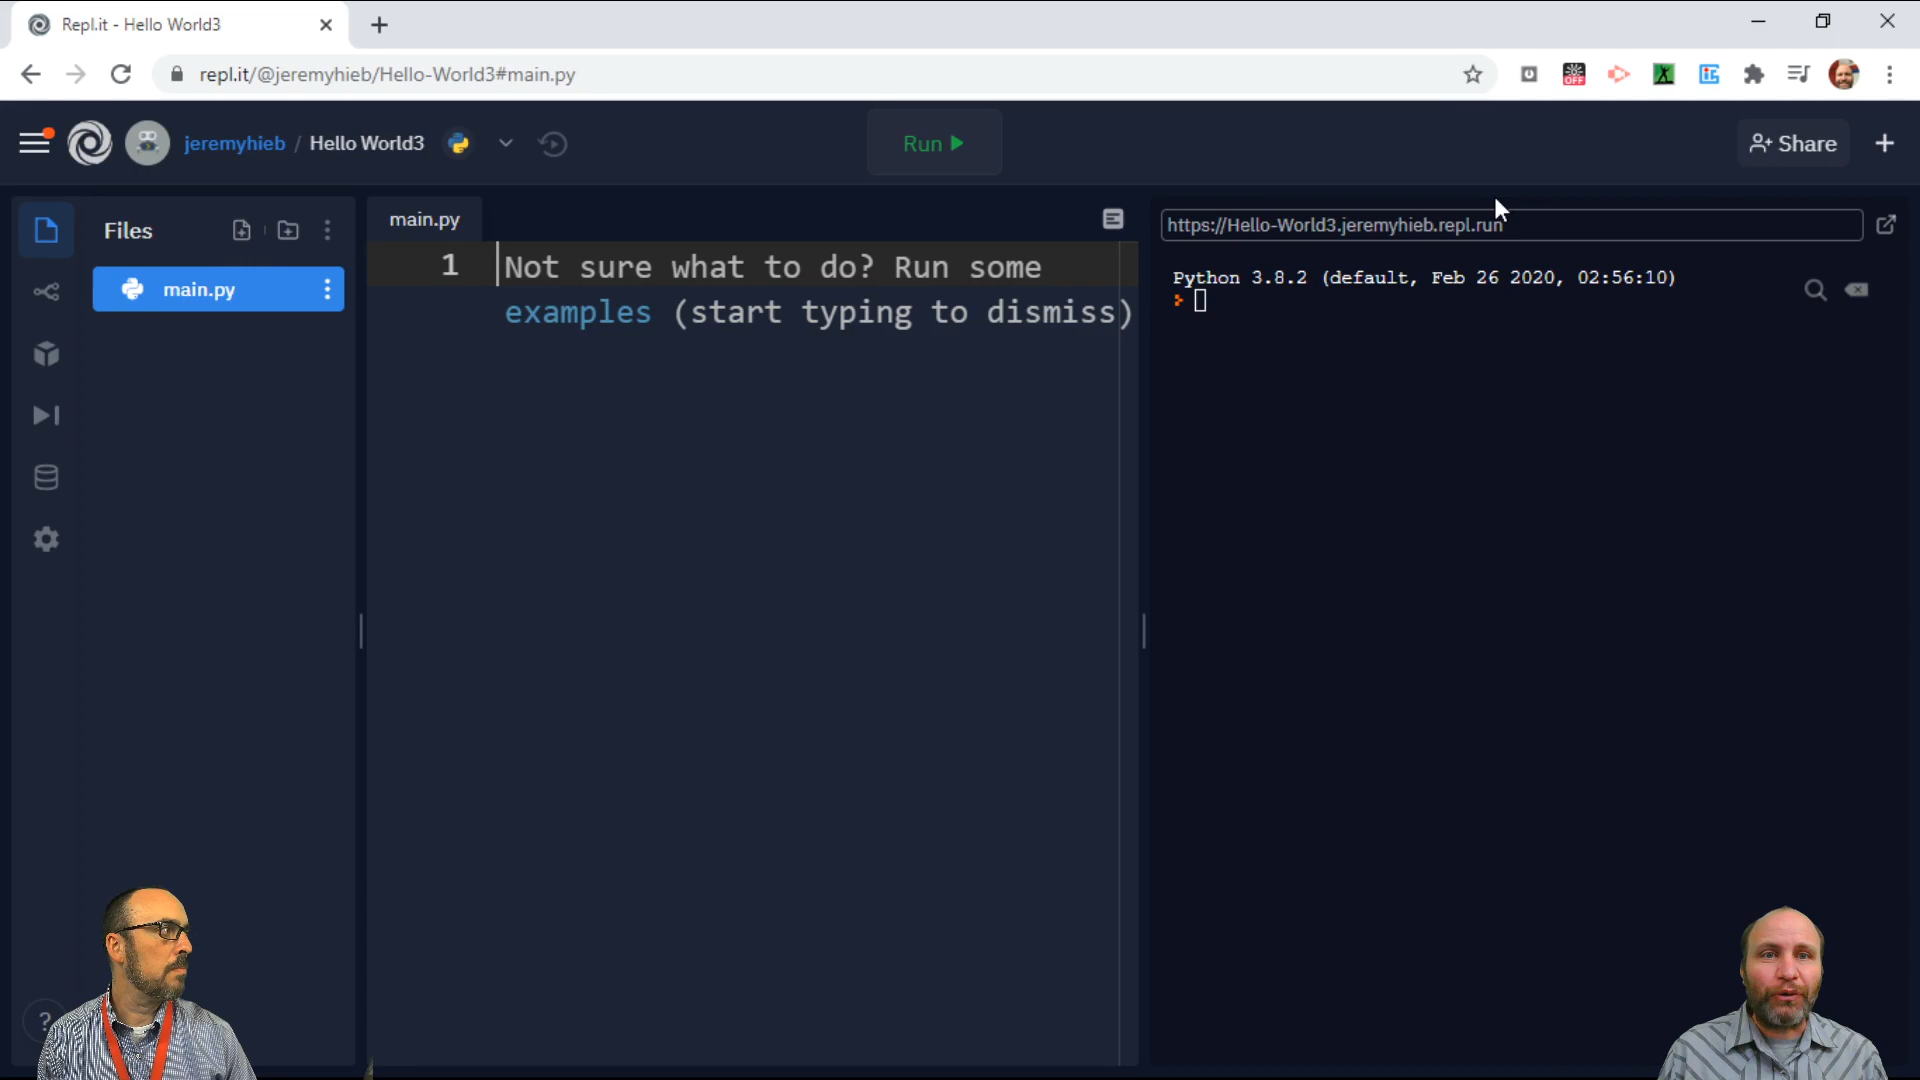 Repl.it - Hello World3
repl.it/@jeremyhieb/Hello-World3#main.py
OFF
jeremyhieb / Hello World3
Run
Share
Files
main.py
main.py
1
Not sure what to do? Run some
examples (start typing to dismiss)
https://Hello-World3.jeremyhieb.repl.run
Python 3.8.2 (default, Feb 26 2020, 02:56:10)
?